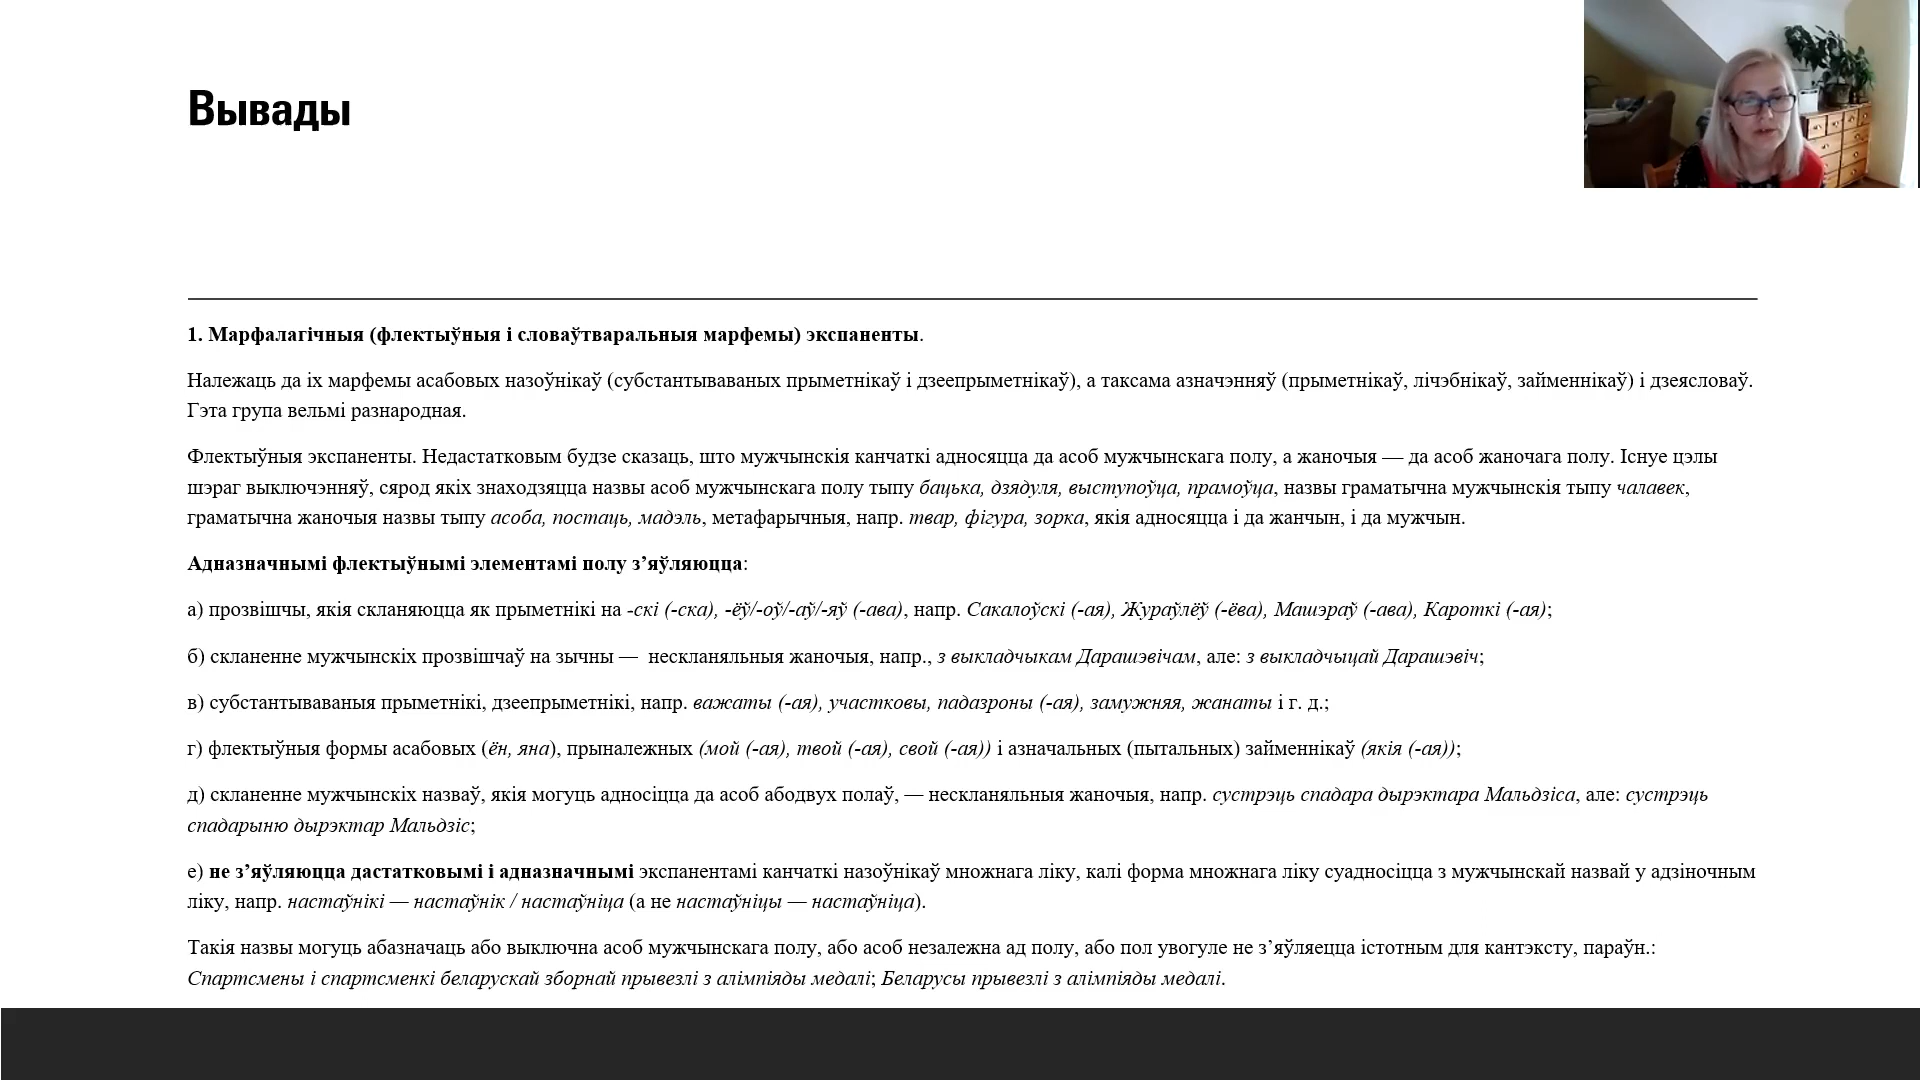 Вывады
1. Марфалагічныя (флектыўныя і словаўтваральныя марфемы) экспаненты.
Належаць да іх марфемы асабовых назоўнікаў (субстантываваных прыметнікаў і дзеепрыметнікаў), а таксама азначэнняў (прыметнікаў, лічэбнікаў, займеннікаў) і дзеясловаў.
Гэта група вельмі разнародная.
Флектыўныя экспаненты. Недастатковым будзе сказаць, што мужчынскія канчаткі адносяцца да асоб мужчынскага полу, а жаночыя — да асоб жаночага полу. Існуе цэлы
шэраг выключэнняў, сярод якіх знаходзяцца назвы асоб мужчынскага полу тыпу бацька, дзядуля, выступоўца, прамоўца, назвы граматычна мужчынскія тыпу чалавек,
граматычна жаночыя назвы тыпу асоба, постаць, мадэль, метафарычныя, напр. твар, фігура, зорка, якія адносяцца і да жанчын, і да мужчын.
Адназначнымі флектыўнымі элементамі полу з’яўляюцца:
а) прозвішчы, якія скланяюцца як прыметнікі на -скі (-ска), -ёў/-оў/-аў/-яў (-ава), напр. Сакалоўскі (-ая), Жураўлёў (-ёва), Машэраў (-ава), Кароткі (-ая);
б) скланенне мужчынскіх прозвішчаў на зычны — нескланяльныя жаночыя, напр., з выкладчыкам Дарашэвічам, але: з выкладчыцай Дарашэвіч;
в) субстантываваныя прыметнікі, дзеепрыметнікі, напр. важаты (-ая), участковы, падазроны (-ая), замужняя, жанаты і г. д.;
г) флектыўныя формы асабовых (ён, яна), прыналежных (мой (-ая), твой (-ая), свой (-ая)) і азначальных (пытальных) займеннікаў (якія (-ая));
д) скланенне мужчынскіх назваў, якія могуць адносіцца да асоб абодвух полаў, — нескланяльныя жаночыя, напр. сустрэць спадара дырэктара Мальдзіса, але: сустрэць
спадарыню дырэктар Мальдзіс;
е) не з’яўляюцца дастатковымі і адназначнымі экспанентамі канчаткі назоўнікаў множнага ліку, калі форма множнага ліку суадносіцца з мужчынскай назвай у адзіночным
ліку, напр. настаўнікі — настаўнік / настаўніца (а не настаўніцы — настаўніца).
Такія назвы могуць абазначаць або выключна асоб мужчынскага полу, або асоб незалежна ад полу, або пол увогуле не з’яўляецца істотным для кантэксту, параўн.:
Спартсмены і спартсменкі беларускай зборнай прывезлі з алімпіяды медалі; Беларусы прывезлі з алімпіяды медалі.